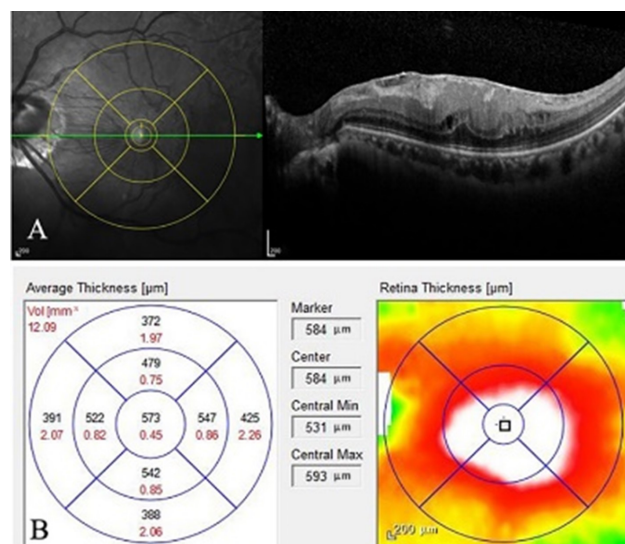 200
200
A
Average Thickness [µm]
Retina Thickness [µm]
Vol [mm³
12.09
372
1.97
479
0.75
391
2.07
522
0.82
573
0.45
547
0.86
425
2.26
542
0.85
388
2.06
B
Marker
584 µm
Center
584 µm
Central Min
531 µm
Central Max
593 µm
200 µm